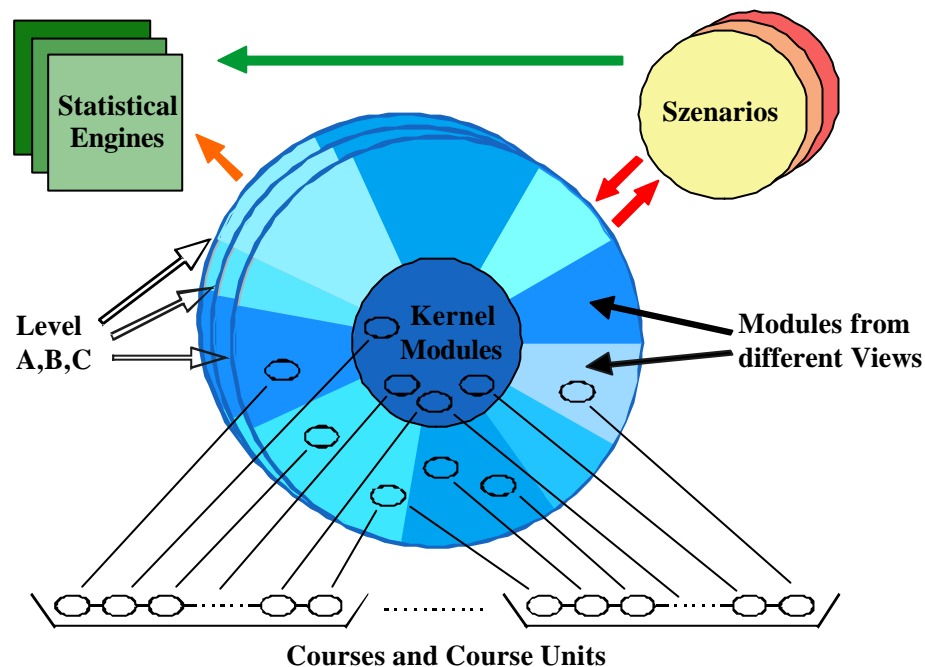 Statistical
Engines
Szenarios
Kernel
Modules
Level
A,B,C
Modules from
different Views
Courses and Course Units